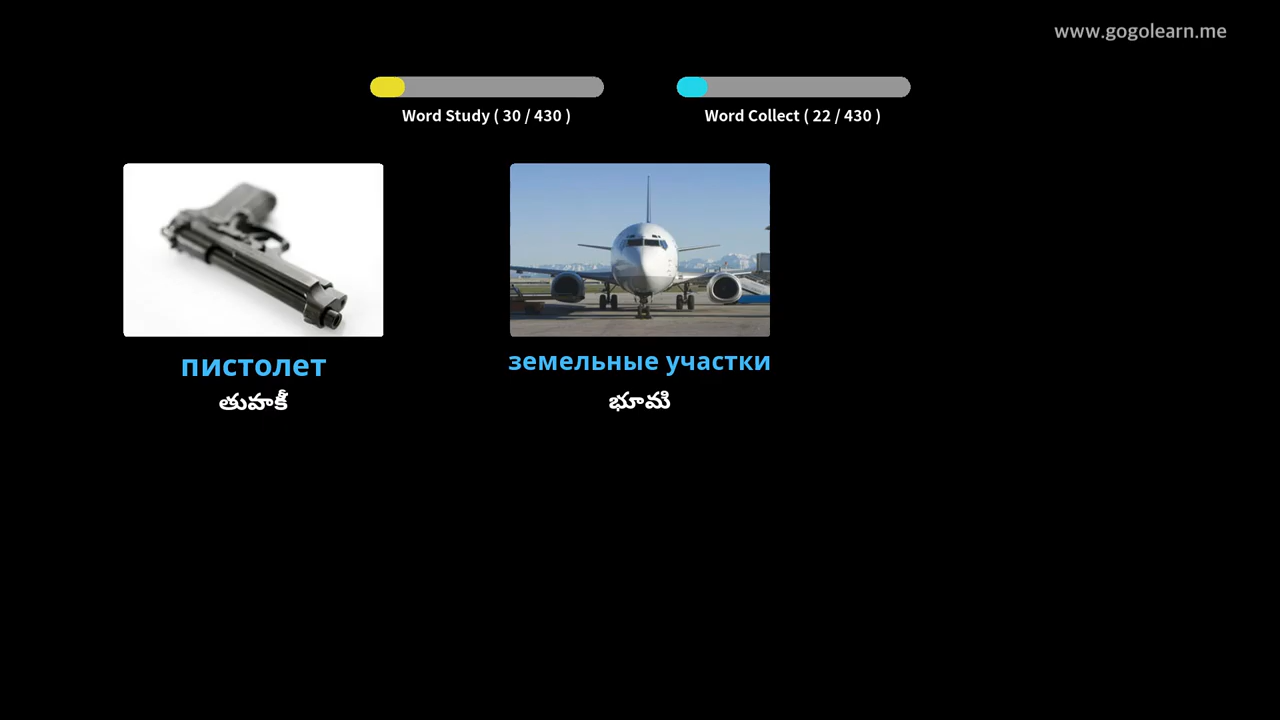 www.gogolearn.me
Word Study ( 30 / 430 )
Word Collect ( 22 / 430 )
пистолет
земельные участки
తుపాకీ
భూమి